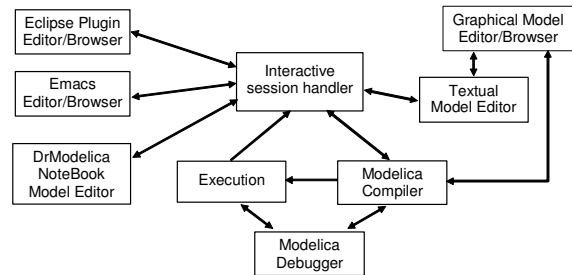 Eclipse Plugin
Editor/Browser
Graphical Model
Editor/Browser
Interactive
session handler
Emacs
Editor/Browser
Textual
Model Editor
DrModelica
NoteBook
Model Editor
Execution
Modelica
Compiler
Modelica
Debugger